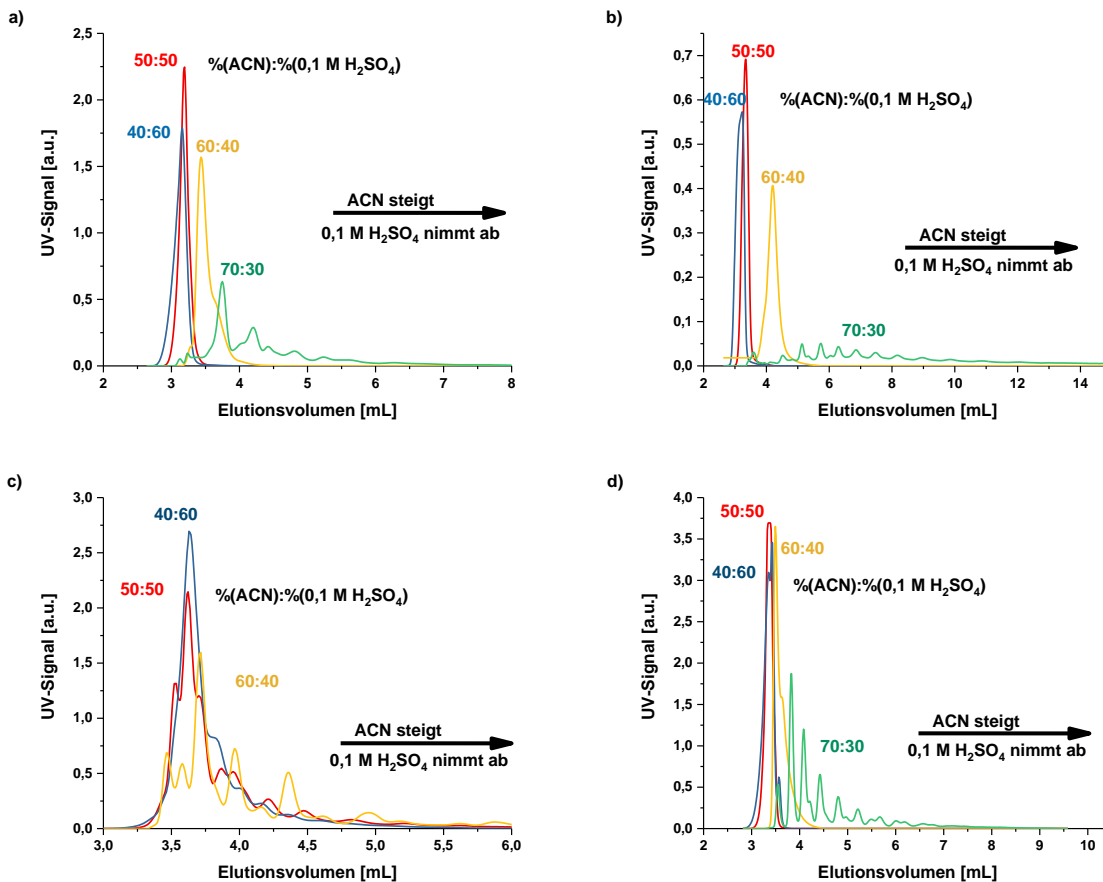 a)
2,5
2,0
1,5
1,0
0,5
0,0
UV-Signal [a.u.]
50:50
%(ACN):%(0,1 M H₂SO₄)
40:60
60:40
ACN steigt
0,1 M H₂SO₄ nimmt ab
70:30
2 3 4 5 6 7 8
Elutionsvolumen [mL]
b)
0,7
0,6
0,5
0,4
0,3
0,2
0,1
0,0
UV-Signal [a.u.]
50:50
40:60
%(ACN):%(0,1 M H₂SO₄)
60:40
ACN steigt
0,1 M H₂SO₄ nimmt ab
70:30
2 4 6 8 10 12 14
Elutionsvolumen [mL]
c)
3,0
2,5
2,0
1,5
1,0
0,5
0,0
UV-Signal [a.u.]
40:60
50:50
%(ACN):%(0,1 M H₂SO₄)
60:40
ACN steigt
0,1 M H₂SO₄ nimmt ab
3,0 3,5 4,0 4,5 5,0 5,5 6,0
Elutionsvolumen [mL]
d)
4,0
3,5
3,0
2,5
2,0
1,5
1,0
0,5
0,0
UV-Signal [a.u.]
50:50
60:40
40:60
%(ACN):%(0,1 M H₂SO₄)
ACN steigt
0,1 M H₂SO₄ nimmt ab
70:30
2 3 4 5 6 7 8 9 10
Elutionsvolumen [mL]